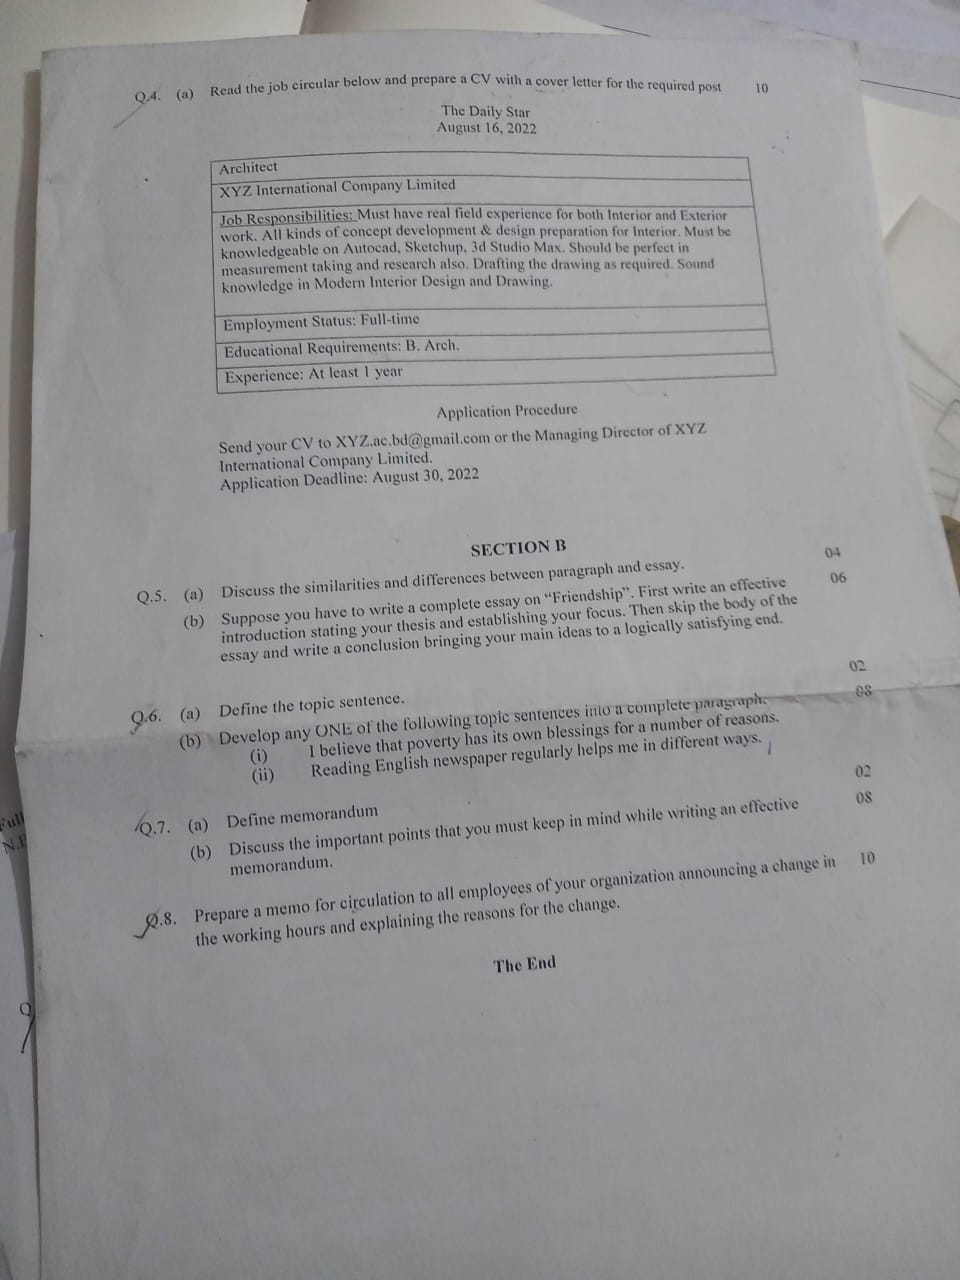 Q.4. (a) Read the job circular below and prepare a CV with a cover letter for the required post 10
The Daily Star
August 16, 2022
Architect
XYZ International Company Limited
Job Responsibilities: Must have real field experience for both Interior and Exterior
work. All kinds of concept development & design preparation for Interior. Must be
knowledgeable on Autocad, Sketchup, 3d Studio Max. Should be perfect in
measurement taking and research also. Drafting the drawing as required. Sound
knowledge in Modern Interior Design and Drawing.
Employment Status: Full-time
Educational Requirements: B. Arch.
Experience: At least 1 year
Application Procedure
Send your CV to XYZ.ac.bd@gmail.com or the Managing Director of XYZ
International Company Limited.
Application Deadline: August 30, 2022
SECTION B
Q.5. (a) Discuss the similarities and differences between paragraph and essay. 04
(b) Suppose you have to write a complete essay on “Friendship”. First write an effective 06
introduction stating your thesis and establishing your focus. Then skip the body of the
essay and write a conclusion bringing your main ideas to a logically satisfying end.
Q.6. (a) Define the topic sentence. 02
(b) Develop any ONE of the following topic sentences into a complete paragraph. 08
(i) I believe that poverty has its own blessings for a number of reasons.
(ii) Reading English newspaper regularly helps me in different ways.
Q.7. (a) Define memorandum 02
(b) Discuss the important points that you must keep in mind while writing an effective 08
memorandum.
Q.8. Prepare a memo for circulation to all employees of your organization announcing a change in 10
the working hours and explaining the reasons for the change.
The End
Full